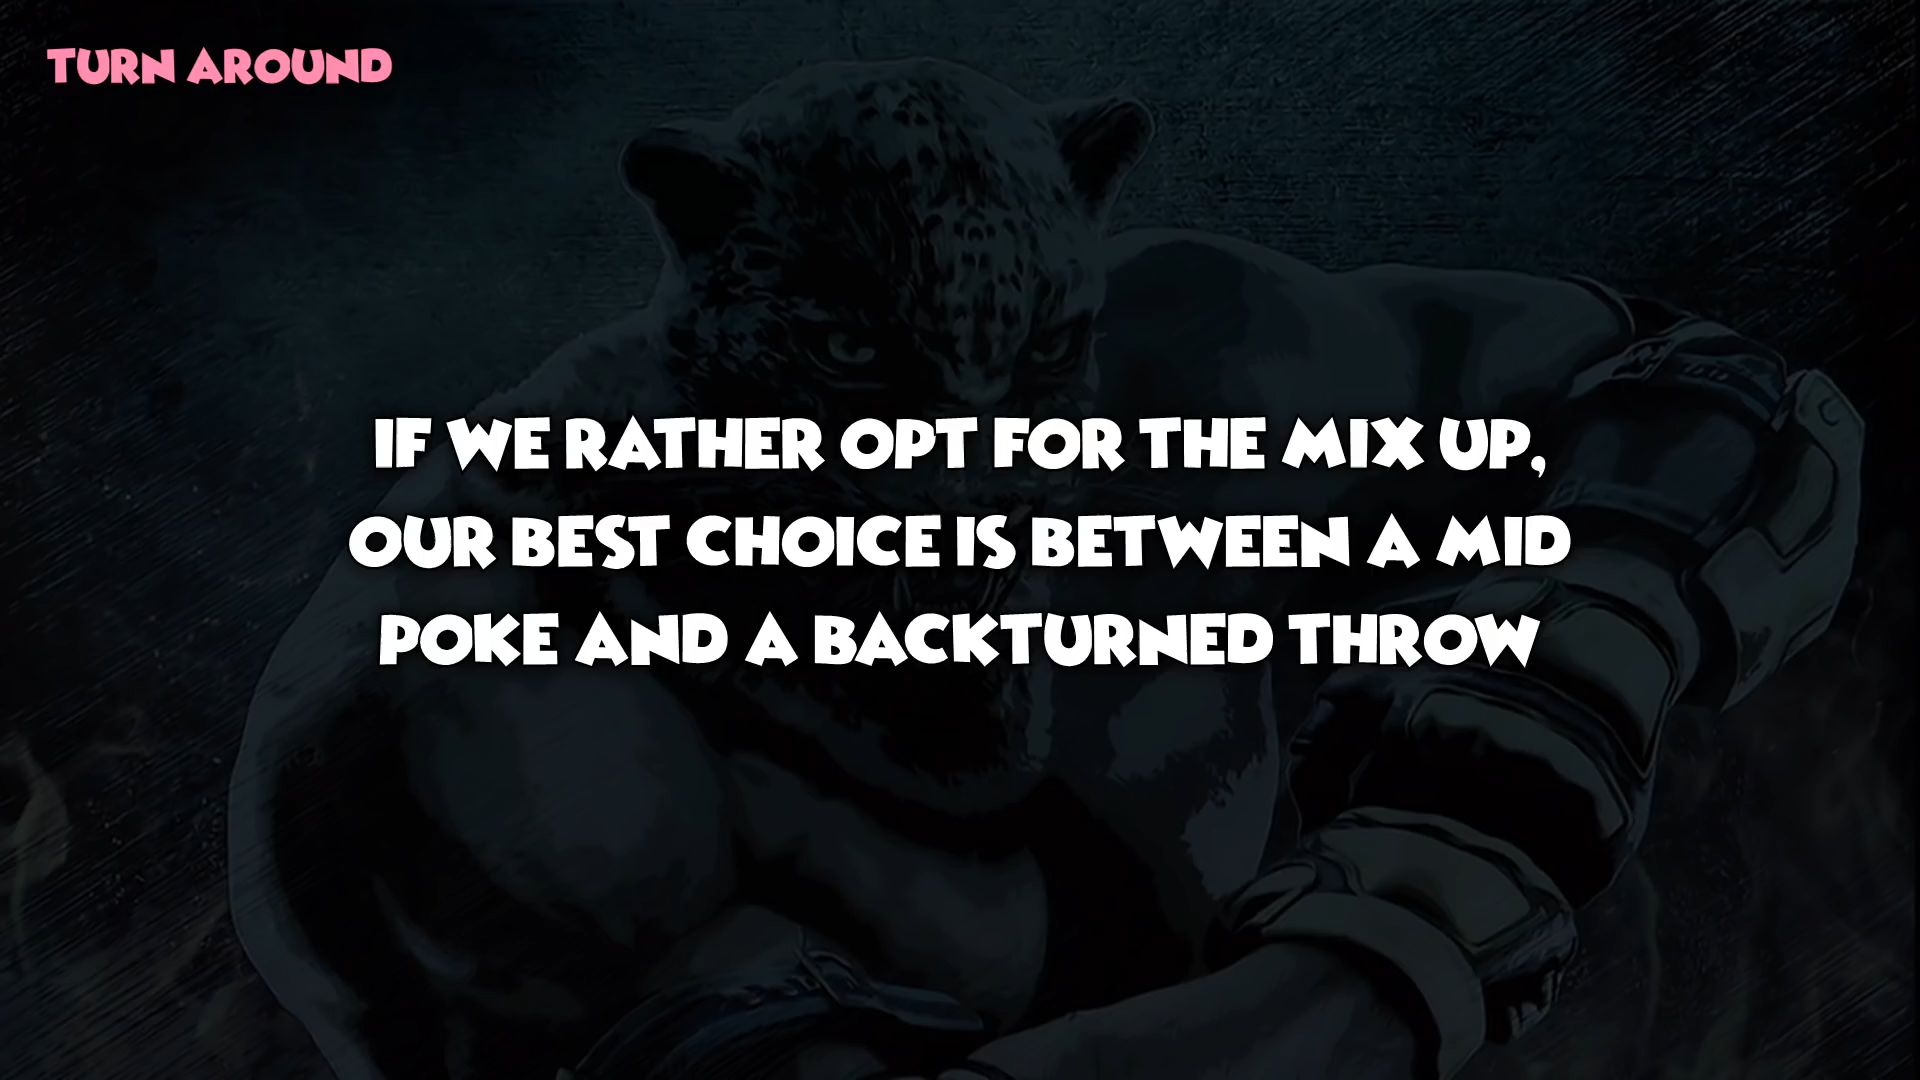 TURN AROUND
IF WE RATHER OPT FOR THE MIX UP,
OUR BEST CHOICE IS BETWEEN A MID
POKE AND A BACKTURNED THROW